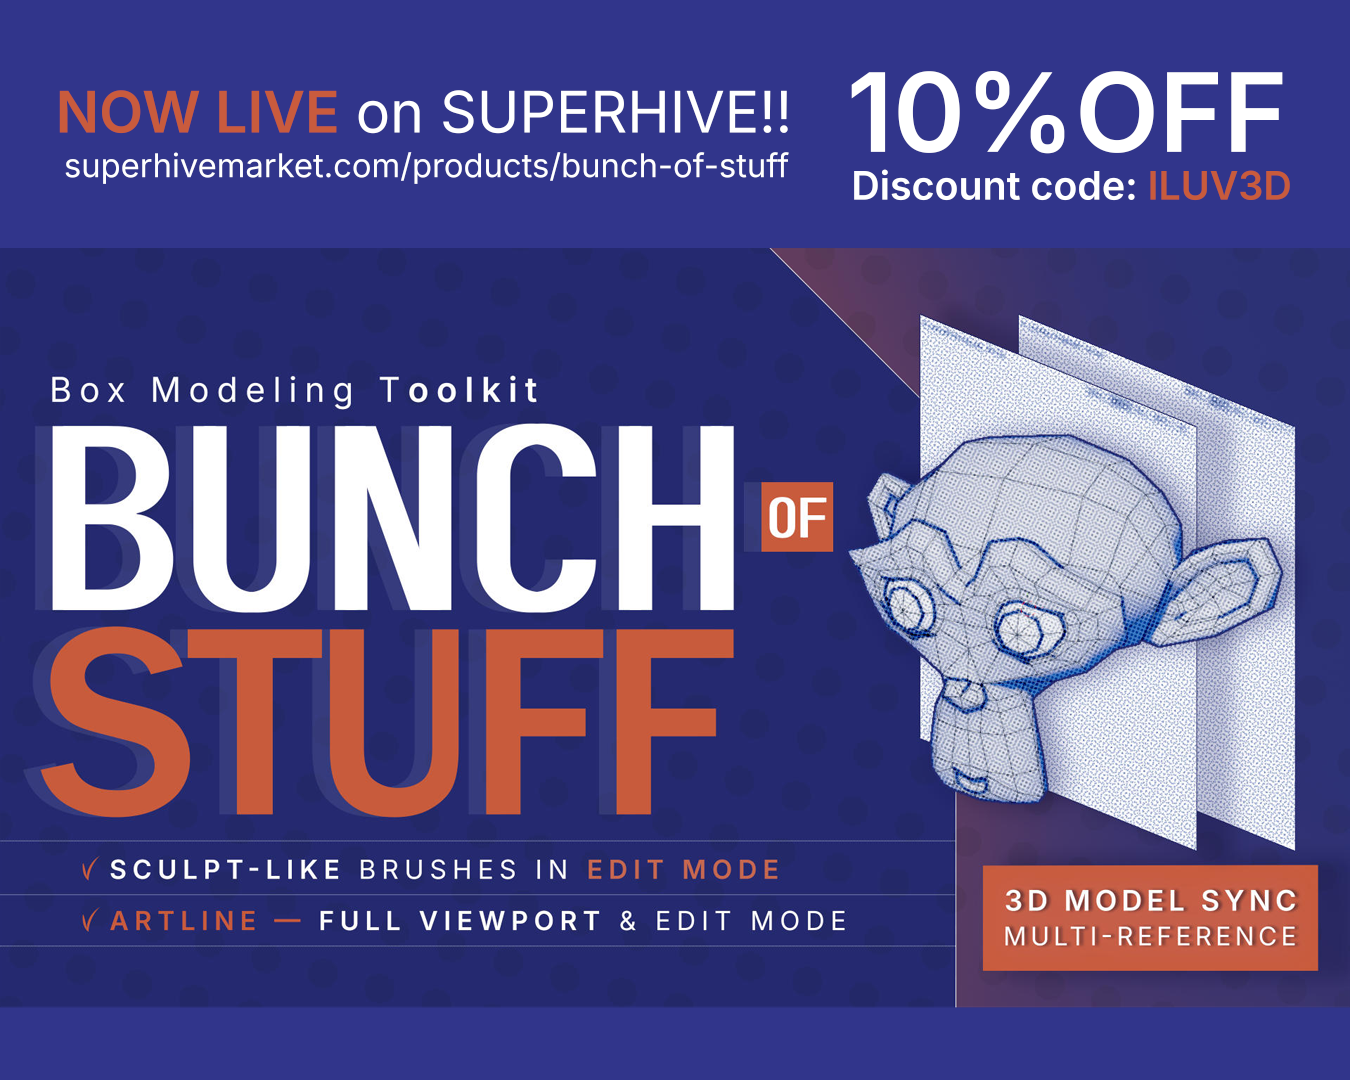 NOW LIVE on SUPERHIVE!!
superhivemarket.com/products/bunch-of-stuff
10%OFF
Discount code: ILUV3D
Box Modeling Toolkit
BUNCH
OF
STUFF
SCULPT-LIKE BRUSHES IN EDIT MODE
ARTLINE — FULL VIEWPORT & EDIT MODE
3D MODEL SYNC
MULTI-REFERENCE